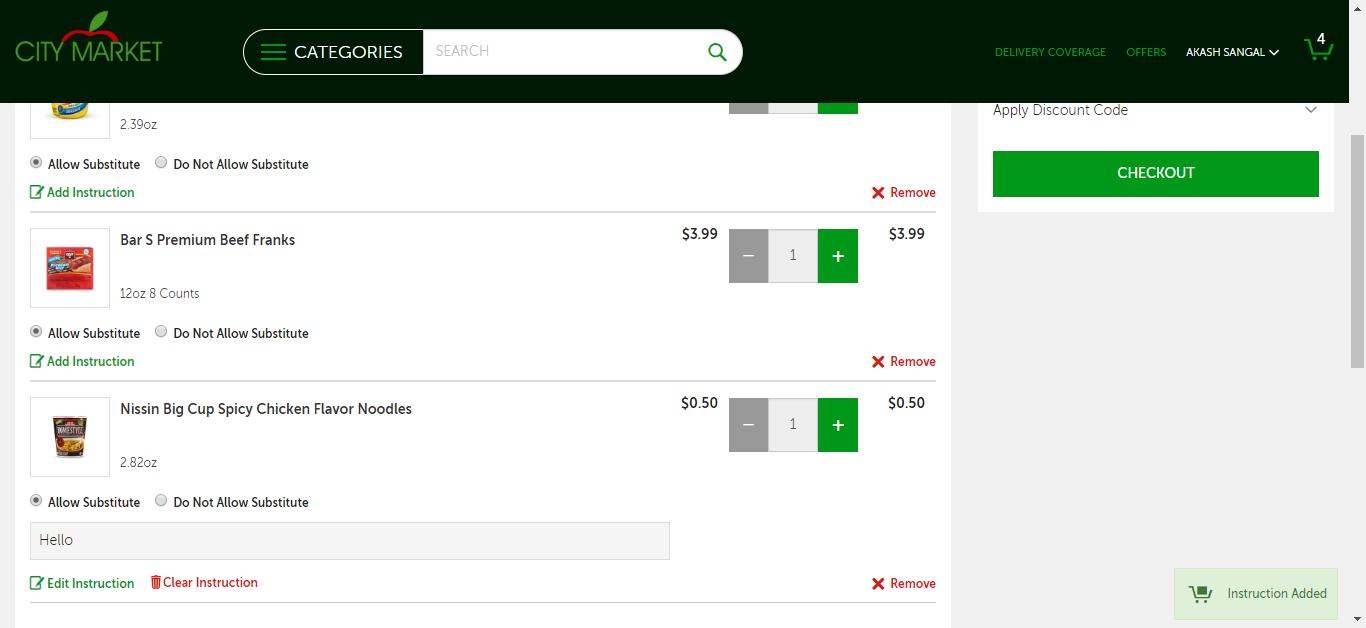 CITY MARKET
CATEGORIES
SEARCH
DELIVERY COVERAGE
OFFERS
AKASH SANGAL
4
2.39oz
Allow Substitute
Do Not Allow Substitute
Add Instruction
Remove
Apply Discount Code
CHECKOUT
Bar S Premium Beef Franks
$3.99
− 1 +
$3.99
12oz 8 Counts
Allow Substitute
Do Not Allow Substitute
Add Instruction
Remove
Nissin Big Cup Spicy Chicken Flavor Noodles
$0.50
− 1 +
$0.50
HOMESTYLE
2.82oz
Allow Substitute
Do Not Allow Substitute
Hello
Edit Instruction
Clear Instruction
Remove
Instruction Added